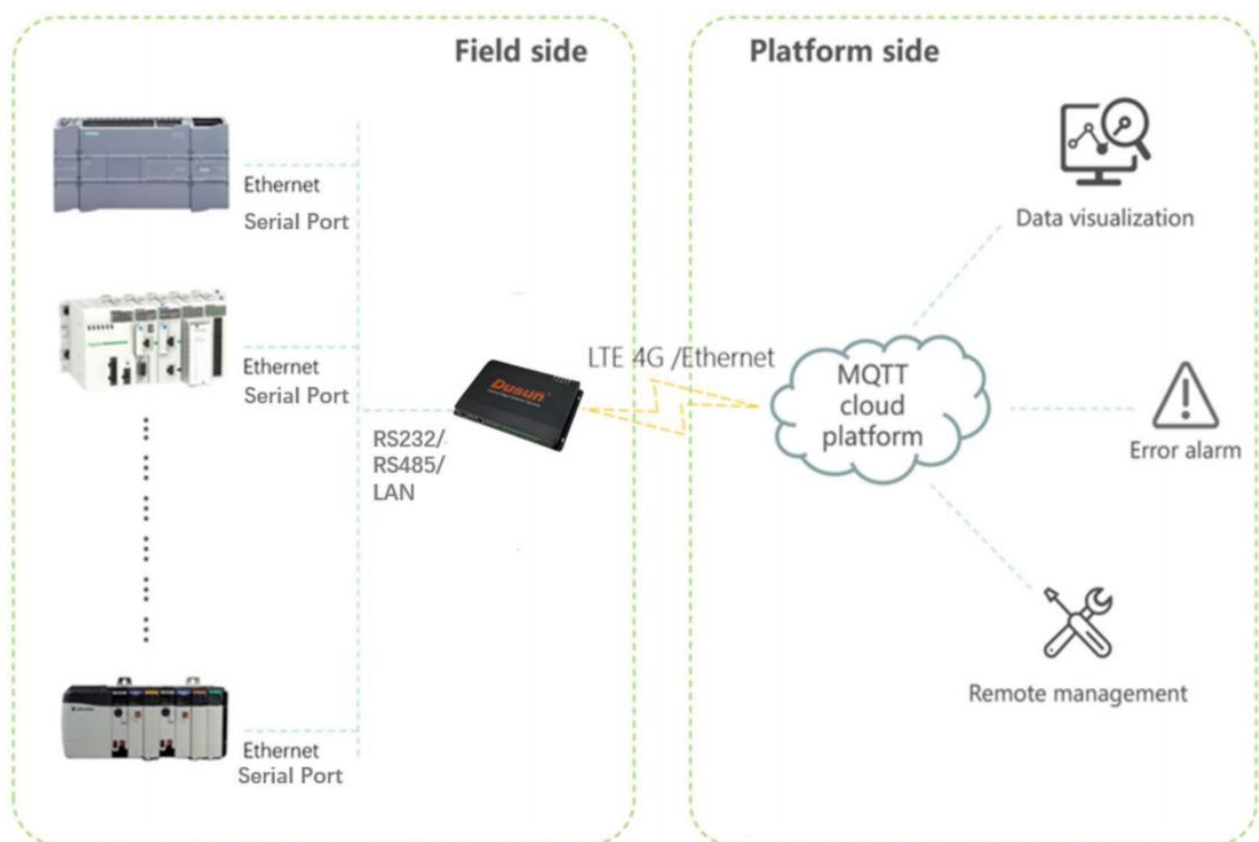 Field side
Platform side
Ethernet
Serial Port
Ethernet
Serial Port
RS232/
RS485/
LAN
Ethernet
Serial Port
Dusun
LTE 4G /Ethernet
MQTT
cloud
platform
Data visualization
Error alarm
Remote management